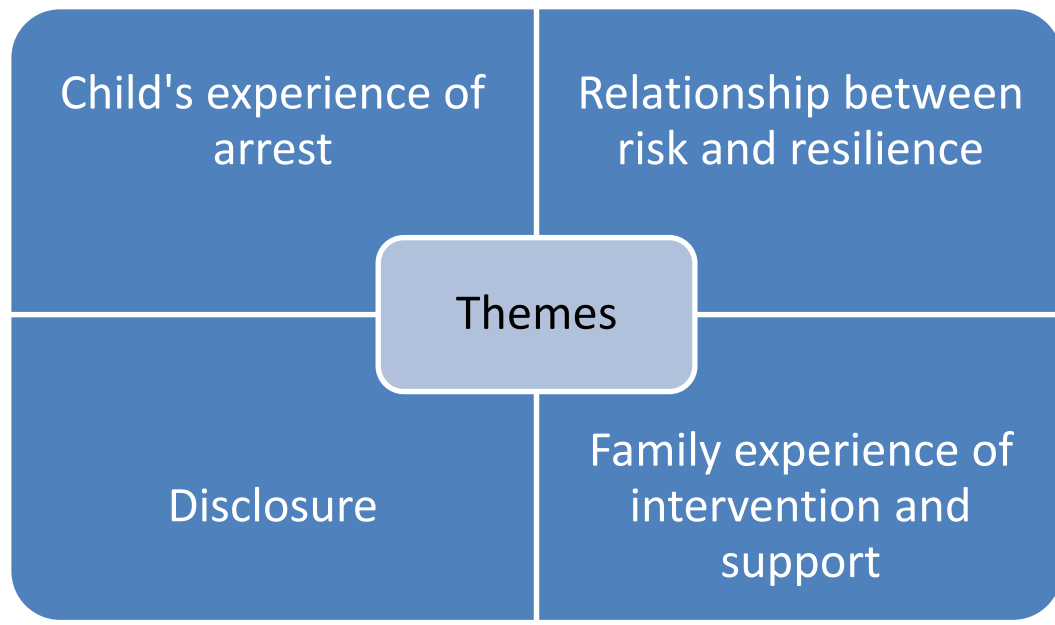 Child's experience of
arrest
Relationship between
risk and resilience
Themes
Disclosure
Family experience of
intervention and
support